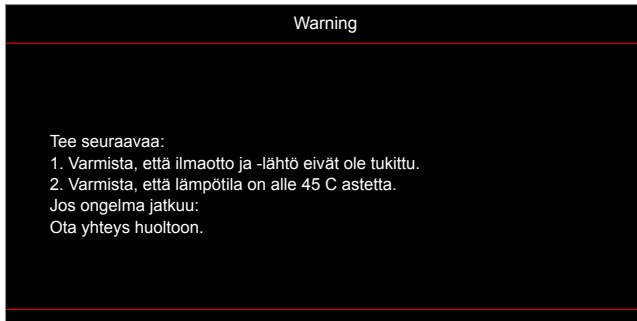 Warning
Tee seuraavaa:
1. Varmista, että ilmaotto ja -lähtö eivät ole tukittu.
2. Varmista, että lämpötila on alle 45 C astetta.
Jos ongelma jatkuu:
Ota yhteys huoltoon.